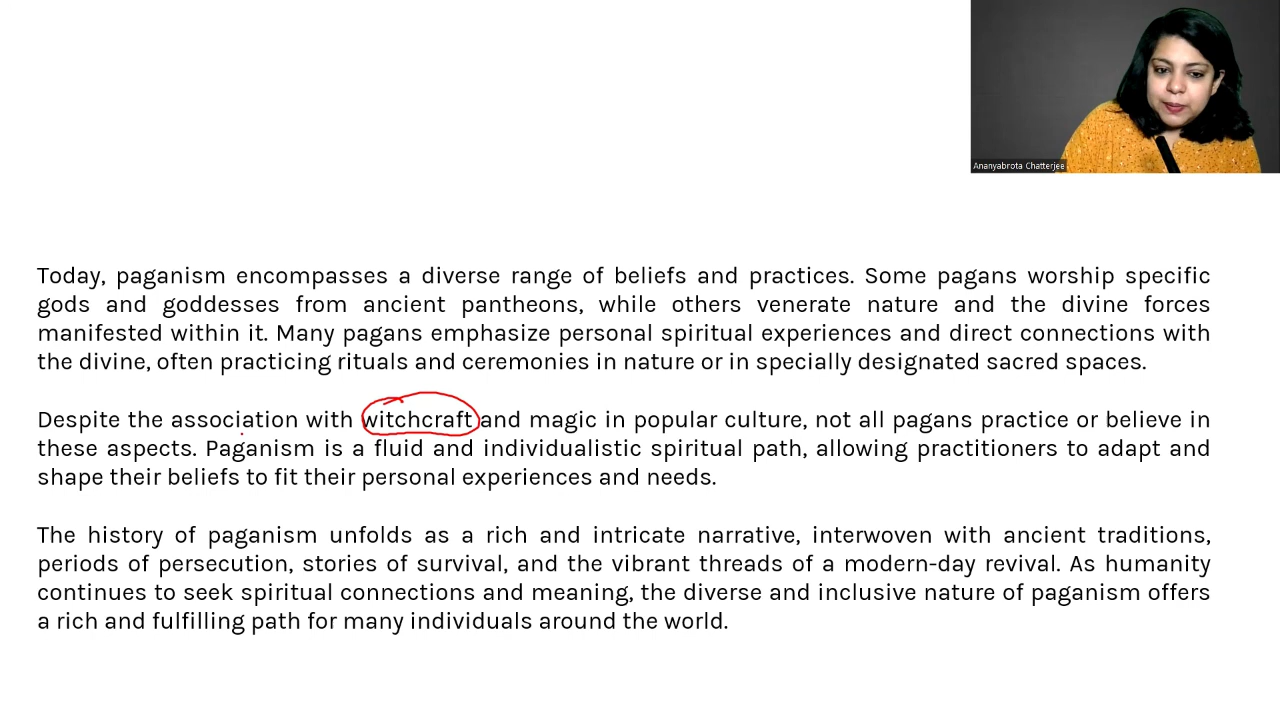 Ananyabrota Chatterjee
Today, paganism encompasses a diverse range of beliefs and practices. Some pagans worship specific
gods and goddesses from ancient pantheons, while others venerate nature and the divine forces
manifested within it. Many pagans emphasize personal spiritual experiences and direct connections with
the divine, often practicing rituals and ceremonies in nature or in specially designated sacred spaces.
Despite the association with witchcraft and magic in popular culture, not all pagans practice or believe in
these aspects. Paganism is a fluid and individualistic spiritual path, allowing practitioners to adapt and
shape their beliefs to fit their personal experiences and needs.
The history of paganism unfolds as a rich and intricate narrative, interwoven with ancient traditions,
periods of persecution, stories of survival, and the vibrant threads of a modern-day revival. As humanity
continues to seek spiritual connections and meaning, the diverse and inclusive nature of paganism offers
a rich and fulfilling path for many individuals around the world.